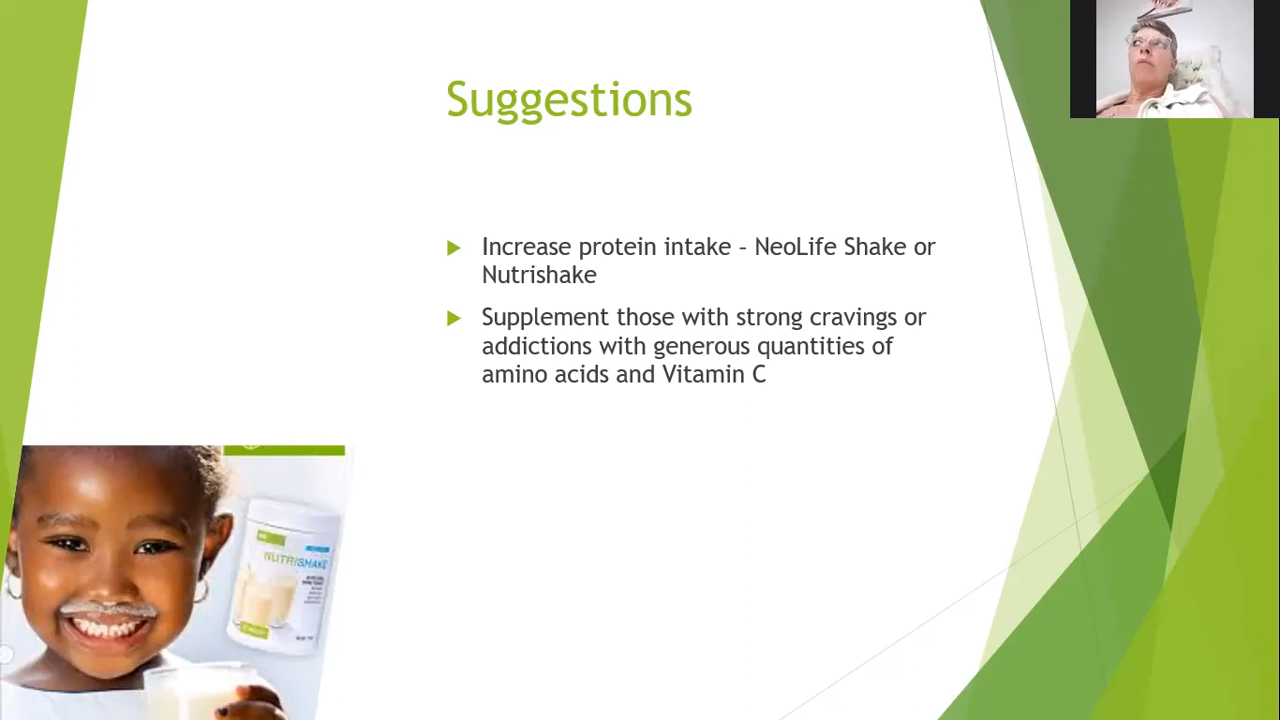 Suggestions
Increase protein intake – NeoLife Shake or
Nutrishake
Supplement those with strong cravings or
addictions with generous quantities of
amino acids and Vitamin C
NUTRISHAKE